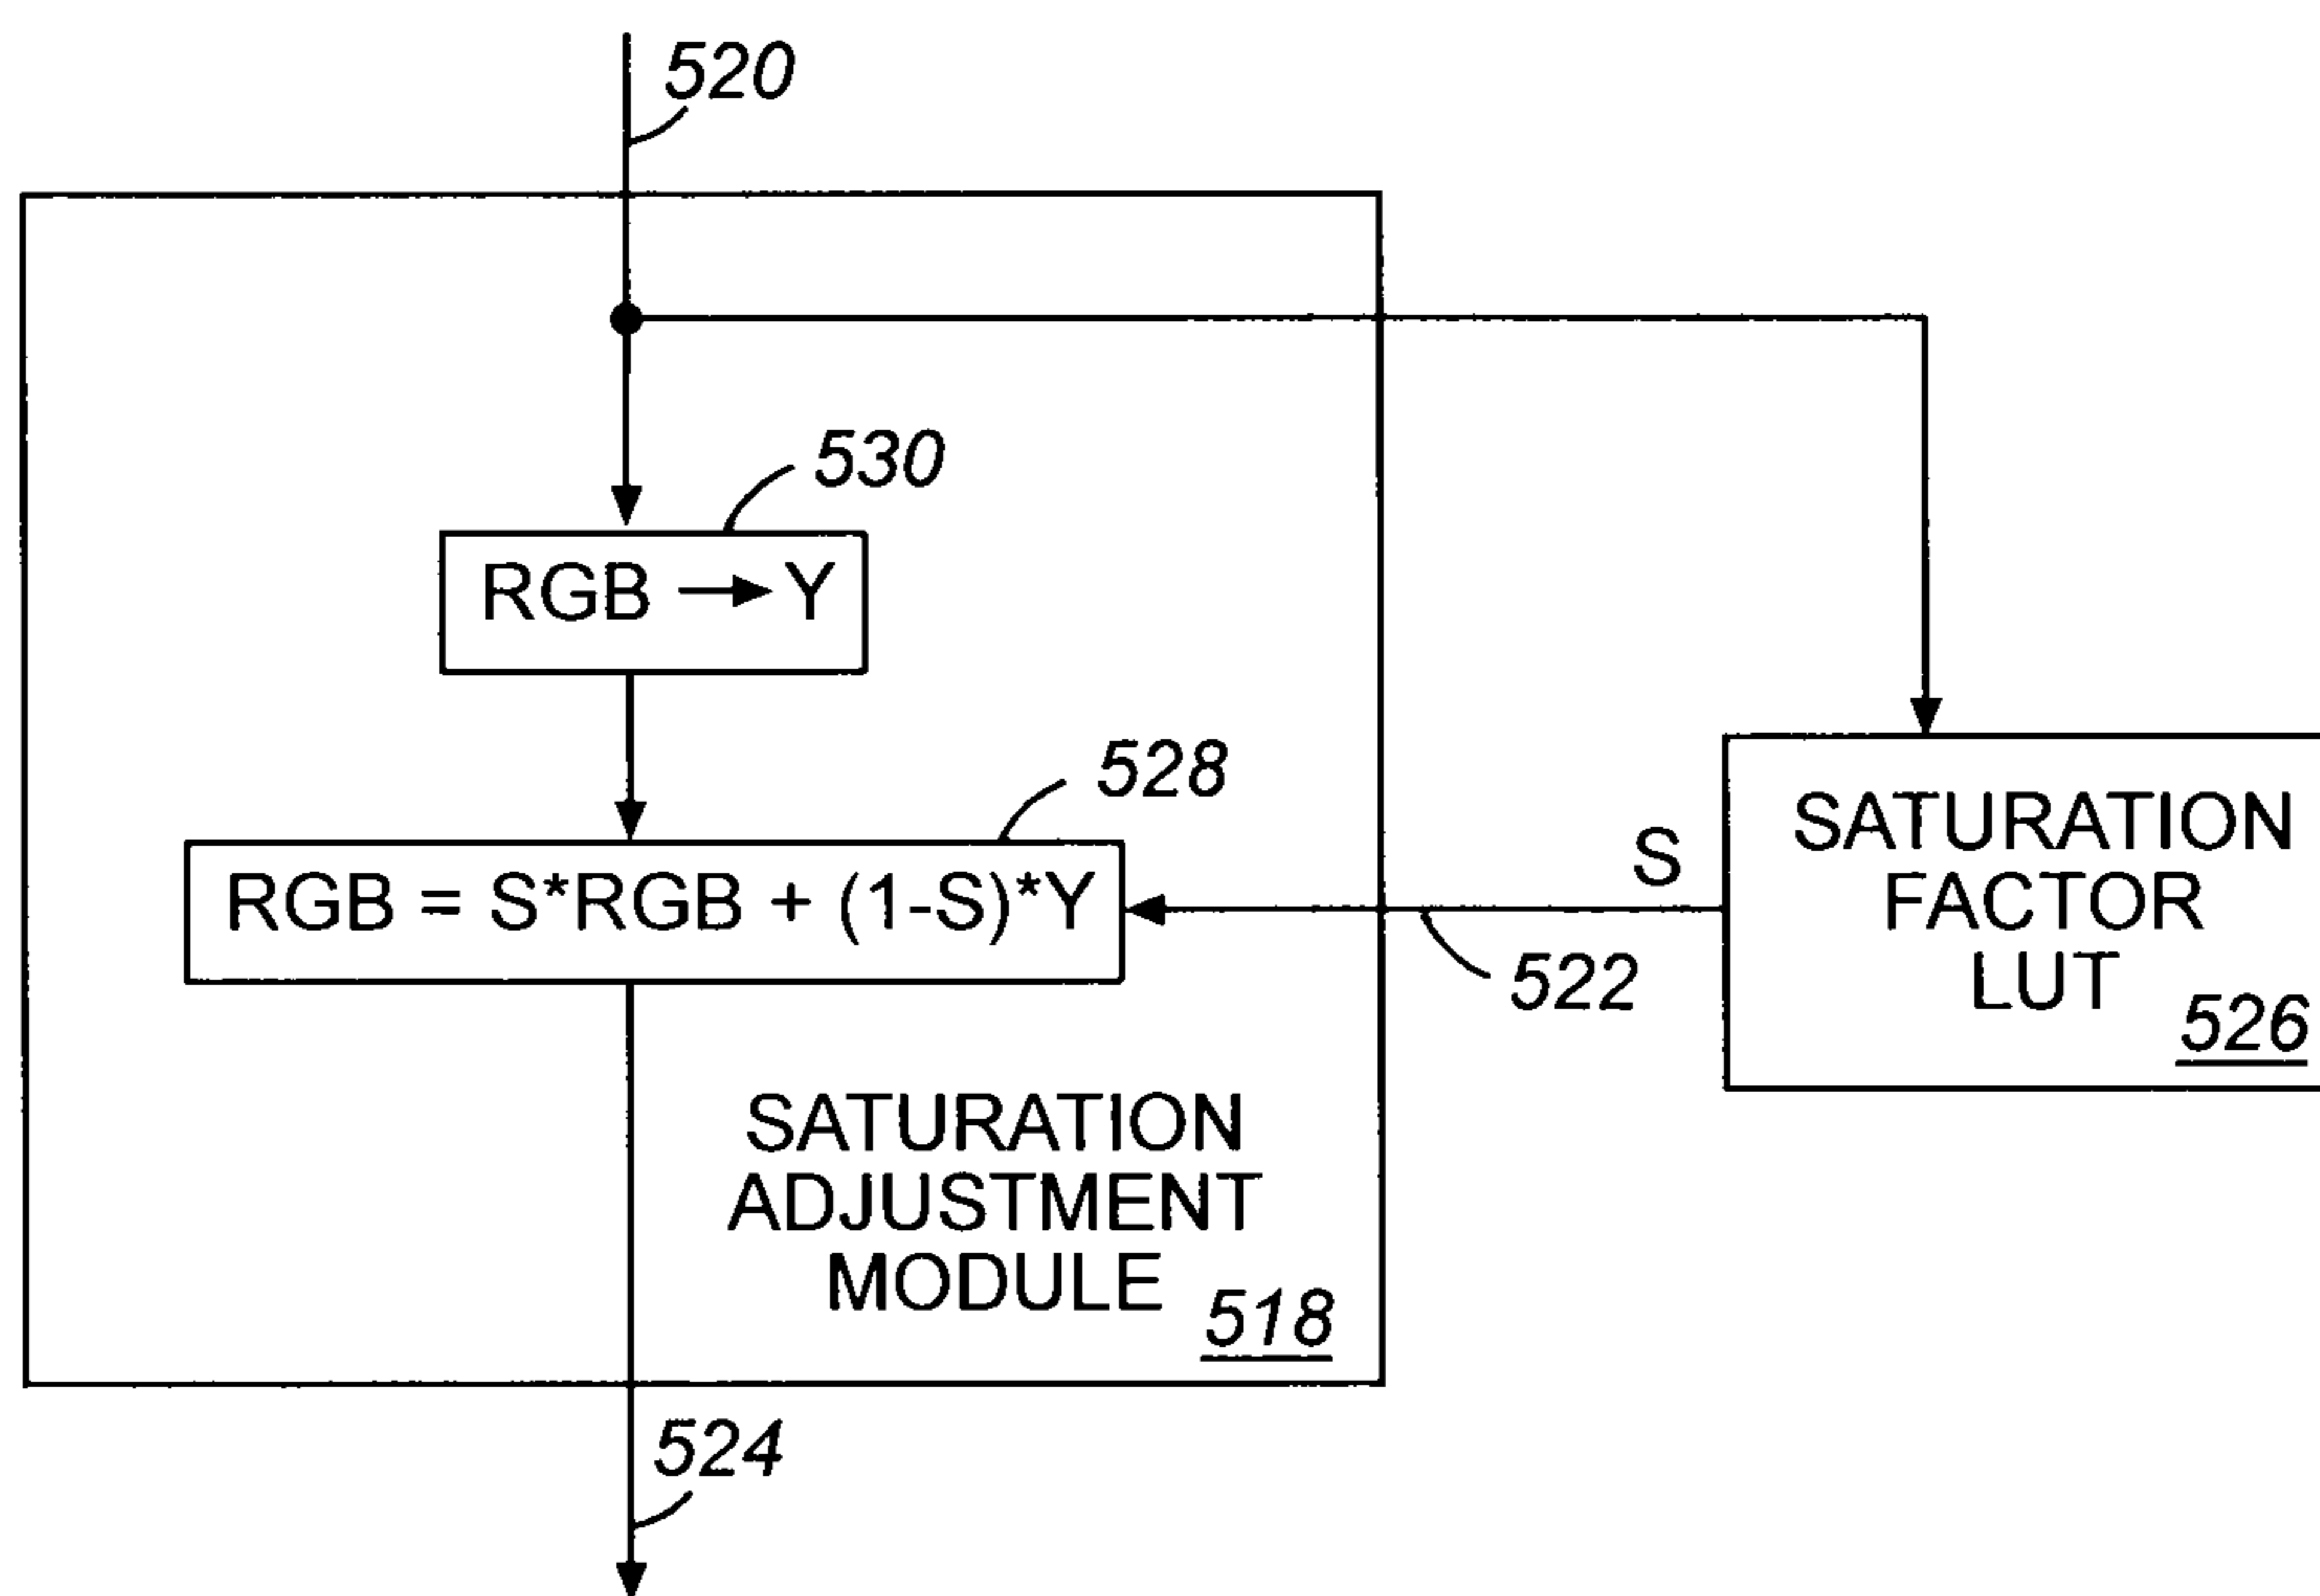 520
530
RGB → Y
528
RGB = S*RGB + (1-S)*Y
S
522
SATURATION
FACTOR
LUT
526
SATURATION
ADJUSTMENT
MODULE
518
524